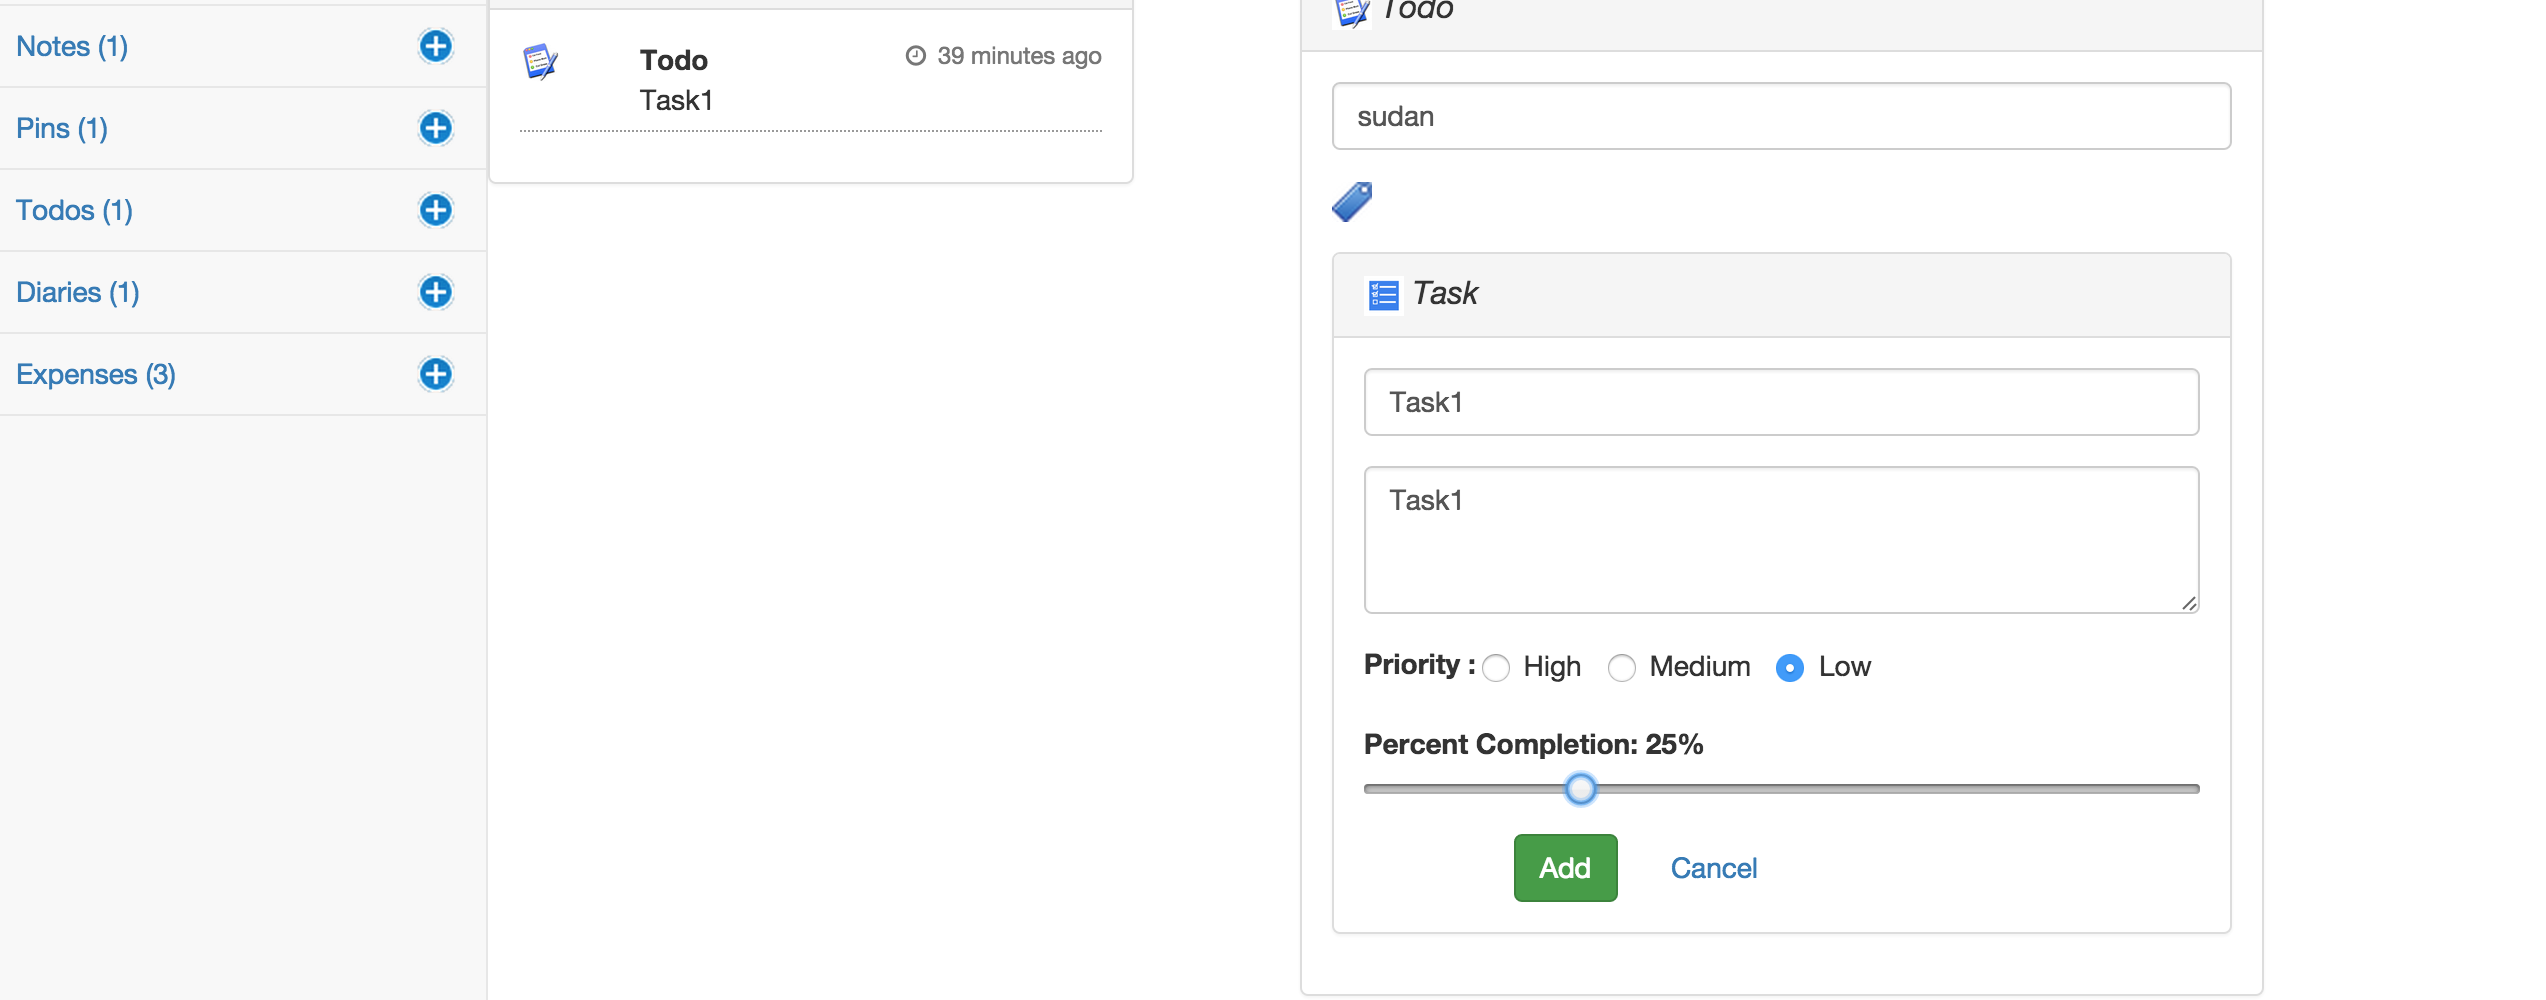 Notes (1)
Pins (1)
Todos (1)
Diaries (1)
Expenses (3)
Todo
39 minutes ago
Task1
Todo
sudan
Task
Task1
Task1
Priority : High Medium Low
Percent Completion: 25%
Add Cancel